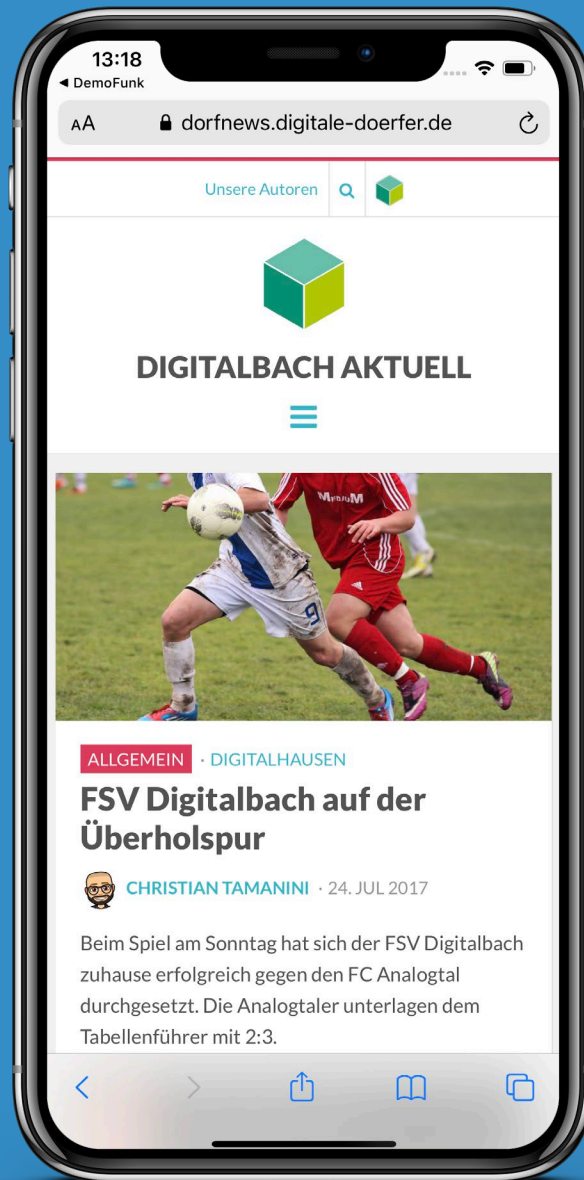 13:18
◀ DemoFunk
AA dorfnews.digitale-doerfer.de
Unsere Autoren
DIGITALBACH AKTUELL
MEDIUM
9
ALLGEMEIN · DIGITALHAUSEN
FSV Digitalbach auf der
Überholspur
CHRISTIAN TAMANINI · 24. JUL 2017
Beim Spiel am Sonntag hat sich der FSV Digitalbach
zuhause erfolgreich gegen den FC Analogtal
durchgesetzt. Die Analogtaler unterlagen dem
Tabellenführer mit 2:3.